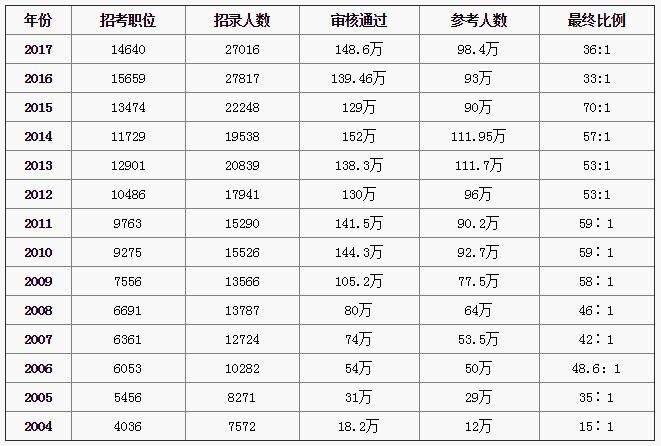 年份 招考职位 招录人数 审核通过 参考人数 最终比例
2017 14640 27016 148.6万 98.4万 36:1
2016 15659 27817 139.46万 93万 33:1
2015 13474 22248 129万 90万 70:1
2014 11729 19538 152万 111.95万 57:1
2013 12901 20839 138.3万 111.7万 53:1
2012 10486 17941 130万 96万 53:1
2011 9763 15290 141.5万 90.2万 59：1
2010 9275 15526 144.3万 92.7万 59：1
2009 7556 13566 105.2万 77.5万 58：1
2008 6691 13787 80万 64万 46：1
2007 6361 12724 74万 53.5万 42：1
2006 6053 10282 54万 50万 48.6：1
2005 5456 8271 31万 29万 35：1
2004 4036 7572 18.2万 12万 15：1